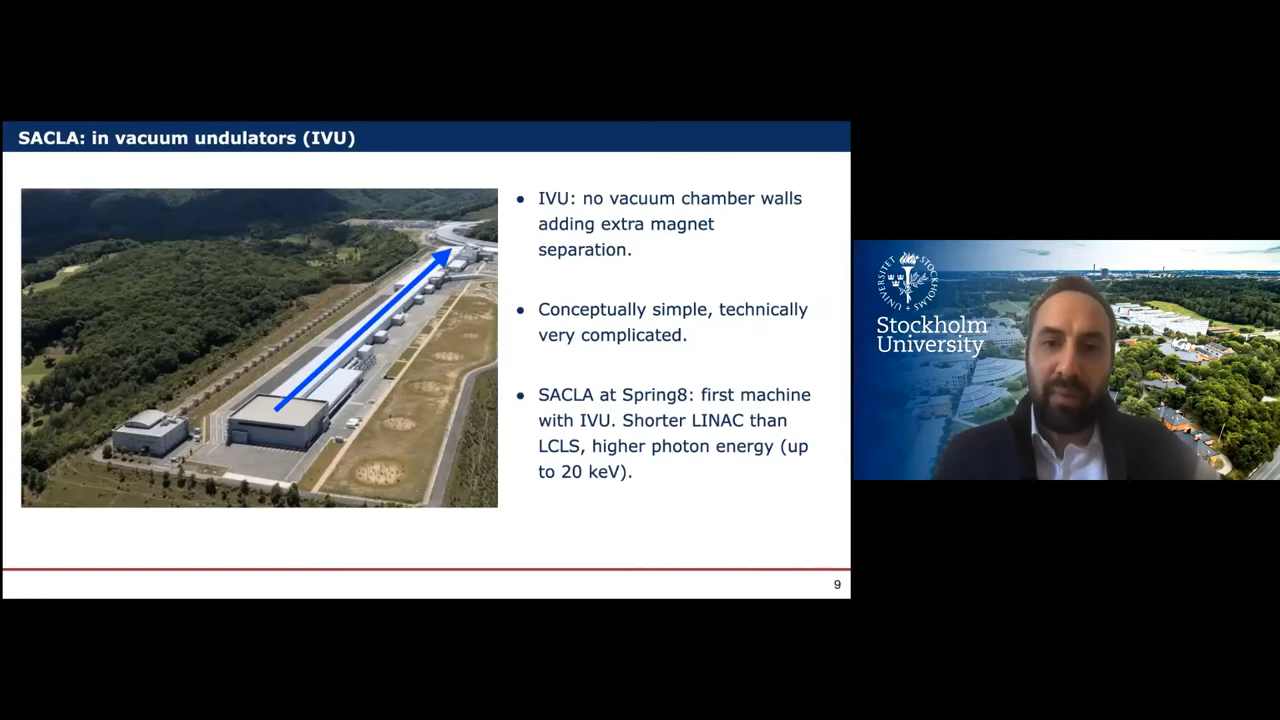 SACLA: in vacuum undulators (IVU)
• IVU: no vacuum chamber walls
adding extra magnet
separation.
• Conceptually simple, technically
very complicated.
• SACLA at Spring8: first machine
with IVU. Shorter LINAC than
LCLS, higher photon energy (up
to 20 keV).
9
Stockholm
University